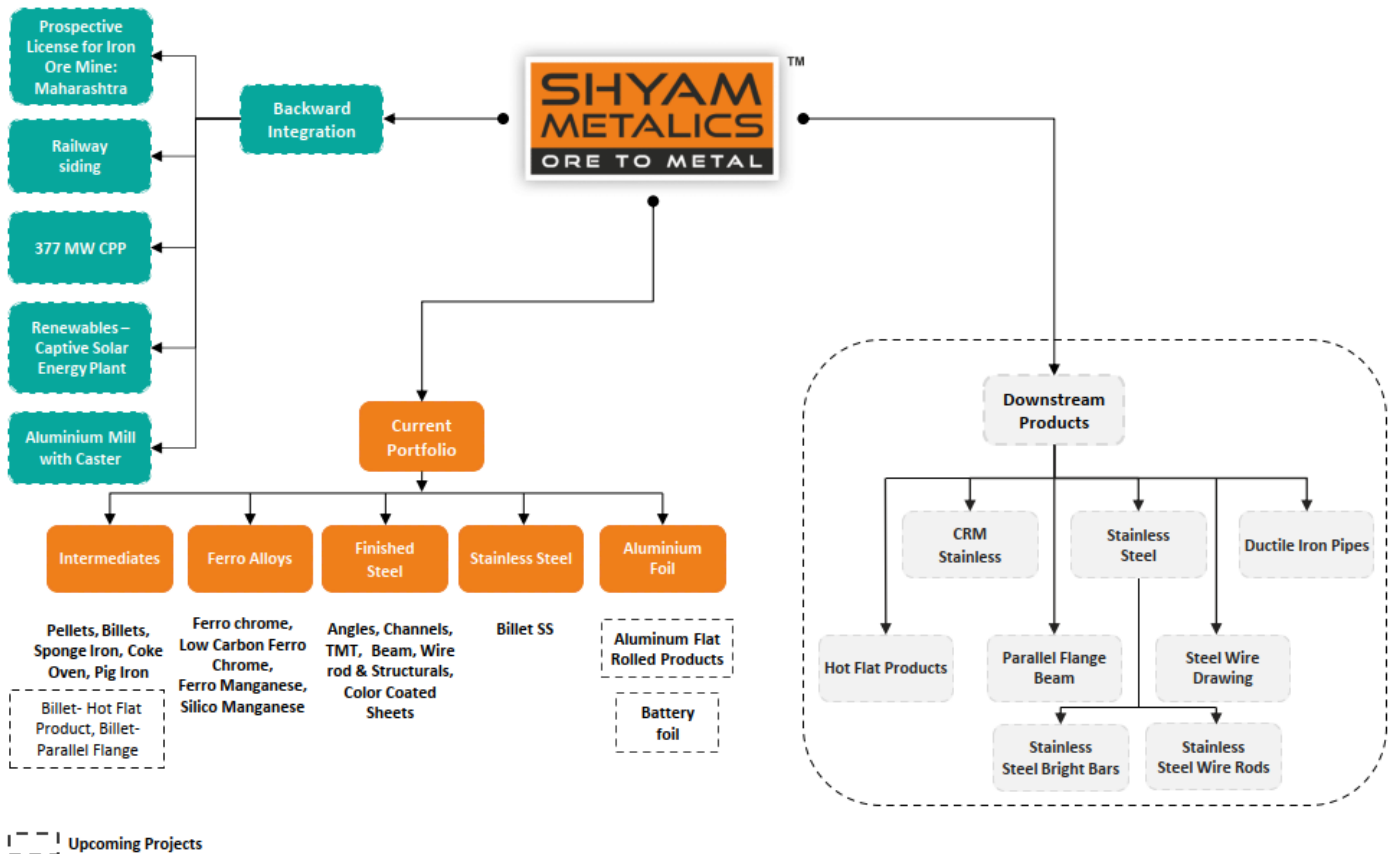 SHYAM
METALICS
ORE TO METAL
TM
Backward
Integration
Prospective
License for Iron
Ore Mine:
Maharashtra
Railway
siding
377 MW CPP
Renewables –
Captive Solar
Energy Plant
Aluminium Mill
with Caster
Current
Portfolio
Intermediates
Pellets, Billets,
Sponge Iron, Coke
Oven, Pig Iron
Billet- Hot Flat
Product, Billet-
Parallel Flange
Ferro Alloys
Ferro chrome,
Low Carbon Ferro
Chrome,
Ferro Manganese,
Silico Manganese
Finished
Steel
Angles, Channels,
TMT, Beam, Wire
rod & Structurals,
Color Coated
Sheets
Stainless Steel
Billet SS
Aluminium
Foil
Aluminum Flat
Rolled Products
Battery
foil
Downstream
Products
CRM
Stainless
Stainless
Steel
Ductile Iron Pipes
Hot Flat Products
Parallel Flange
Beam
Steel Wire
Drawing
Stainless
Steel Bright Bars
Stainless
Steel Wire Rods
Upcoming Projects